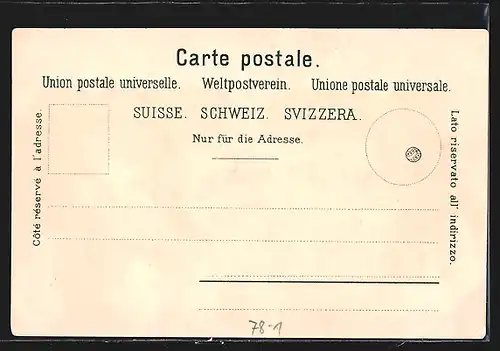 Carte postale.
Union postale universelle. Weltpostverein. Unione postale universale.
SUISSE. SCHWEIZ. SVIZZERA.
Nur für die Adresse.
Côté réservé à l'adresse.
Lato riservato all' indirizzo.
78-1